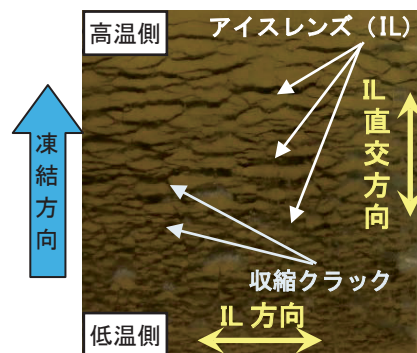 高温側
アイスレンズ（IL）
凍結方向
IL直交方向
収縮クラック
低温側
IL 方向